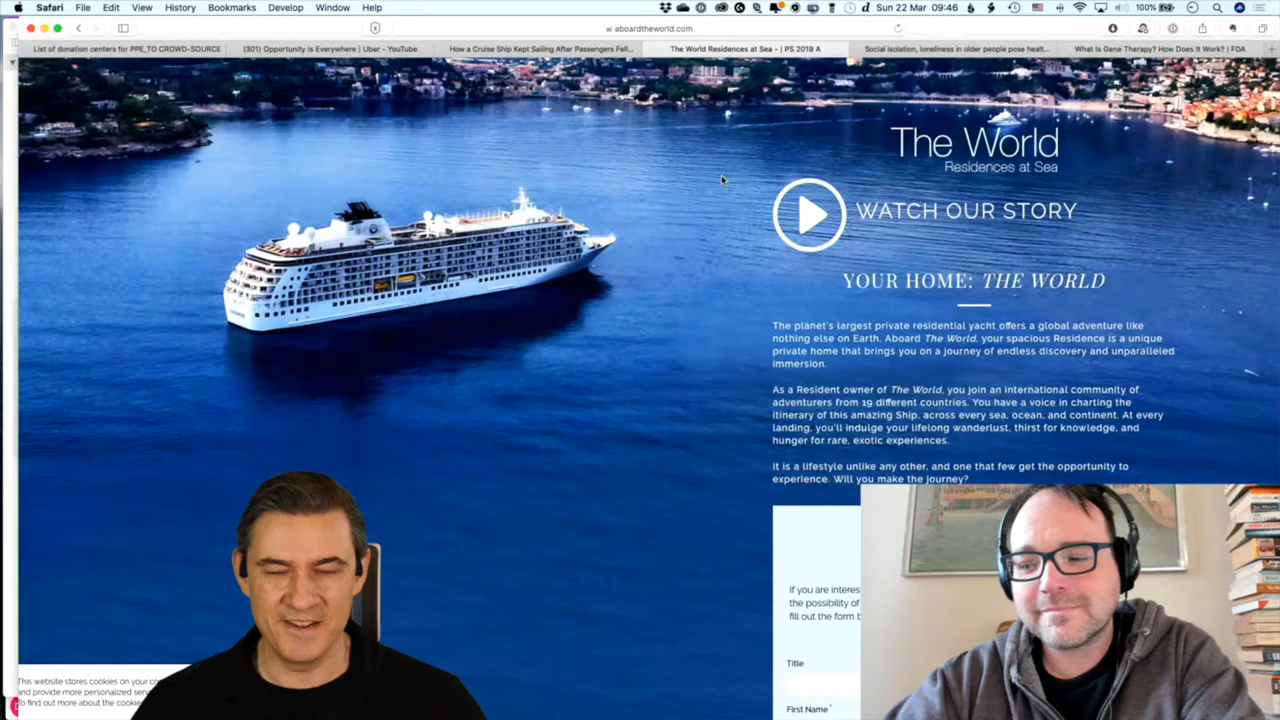 Safari File Edit View History Bookmarks Develop Window Help
100% Sun 22 Mar 09:46
aboardtheworld.com
List of donation centers for PPE_TO CROWD-SOURCE
(301) Opportunity is Everywhere | Uber - YouTube
How a Cruise Ship Kept Sailing After Passengers Fell...
The World Residences at Sea - | PS 2019 A
Social isolation, loneliness in older people pose healt...
What Is Gene Therapy? How Does It Work? | FDA
The World
Residences at Sea
WATCH OUR STORY
YOUR HOME: THE WORLD
The planet's largest private residential yacht offers a global adventure like
nothing else on Earth. Aboard The World, your spacious Residence is a unique
private home that brings you on a journey of endless discovery and unparalleled
immersion.
As a Resident owner of The World, you join an international community of
adventurers from 19 different countries. You have a voice in charting the
itinerary of this amazing Ship, across every sea, ocean, and continent. At every
landing, you'll indulge your lifelong wanderlust, thirst for knowledge, and
hunger for rare, exotic experiences.
It is a lifestyle unlike any other, and one that few get the opportunity to
experience. Will you make the journey?
If you are interes
the possibility of
fill out the form b
Title
First Name*
This website stores cookies on your co
and provide more personalized serv
To find out more about the cookie